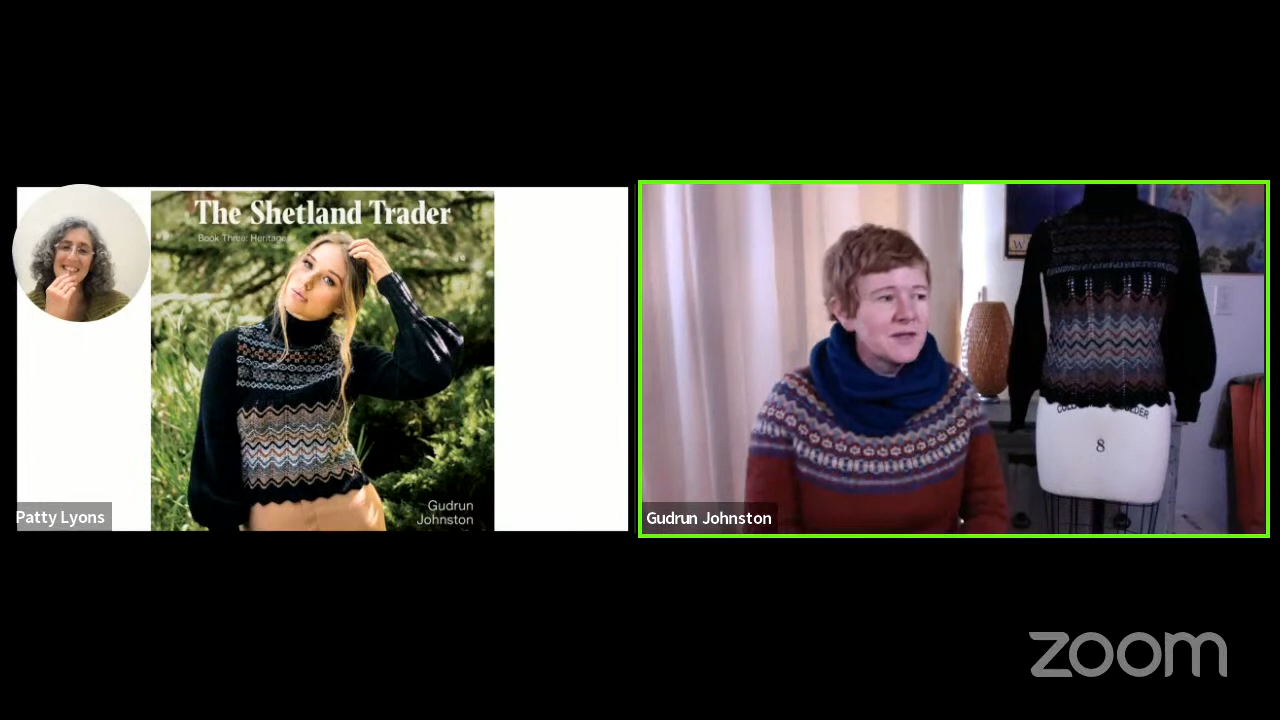 The Shetland Trader
Book Three: Heritage
Gudrun
Johnston
Patty Lyons
W
8
Gudrun Johnston
zoom